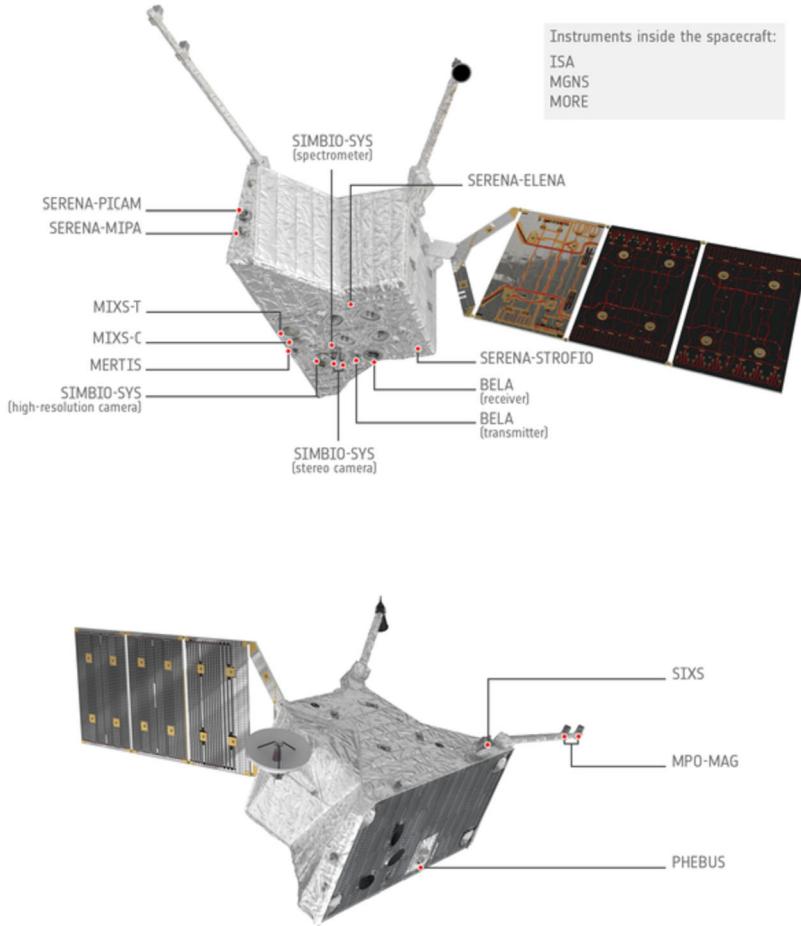 Instruments inside the spacecraft:
ISA
MGNS
MORE
SIMBIO-SYS
(spectrometer)
SERENA-ELENA
SERENA-PICAM
SERENA-MIPA
MIXS-T
MIXS-C
MERTIS
SIMBIO-SYS
(high-resolution camera)
SERENA-STROFIO
BELA
(receiver)
BELA
(transmitter)
SIMBIO-SYS
(stereo camera)
SIXS
MPO-MAG
PHEBUS